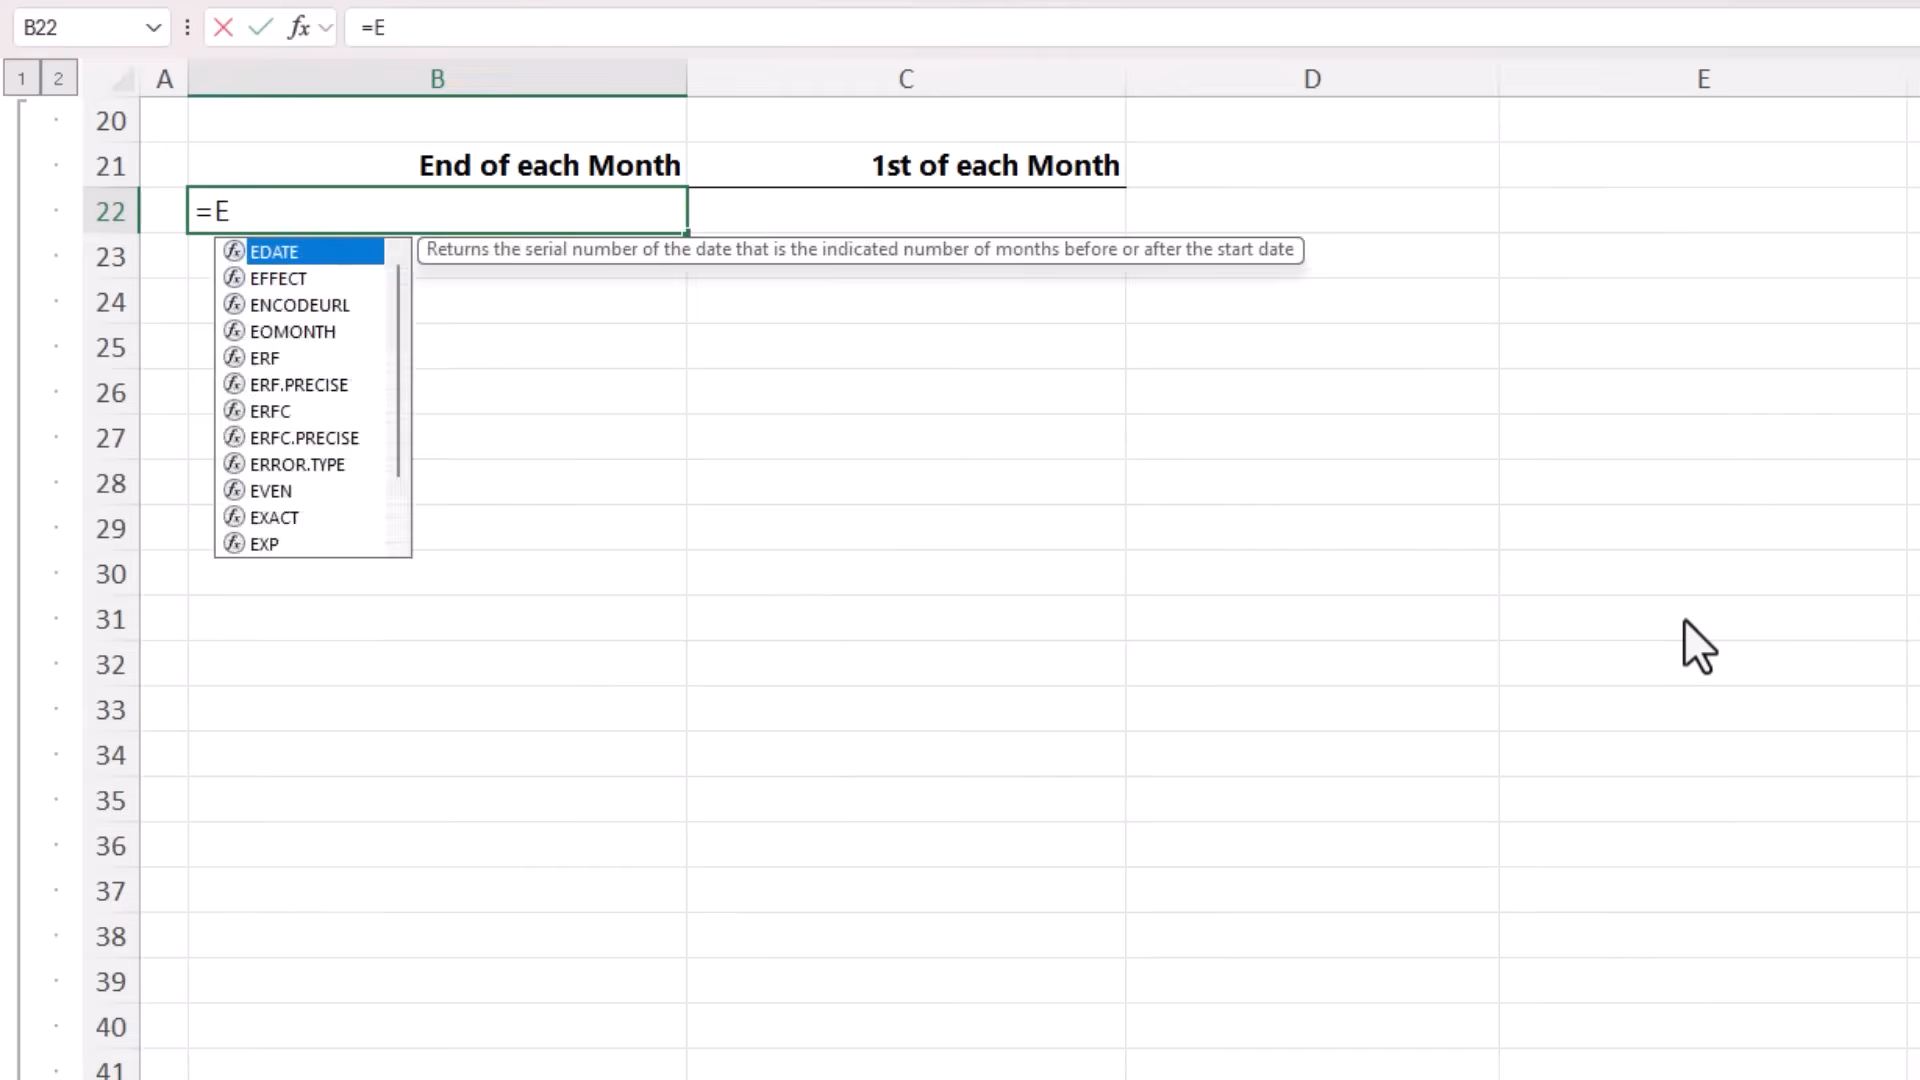 B22
fx
=E
1 2 A B C D E
20
21 End of each Month 1st of each Month
22 =E
23 EDATE Returns the serial number of the date that is the indicated number of months before or after the start date
EFFECT
24 ENCODEURL
EOMONTH
25 ERF
26 ERF.PRECISE
ERFC
27 ERFC.PRECISE
ERROR.TYPE
28 EVEN
29 EXACT
EXP
30
31
32
33
34
35
36
37
38
39
40
41